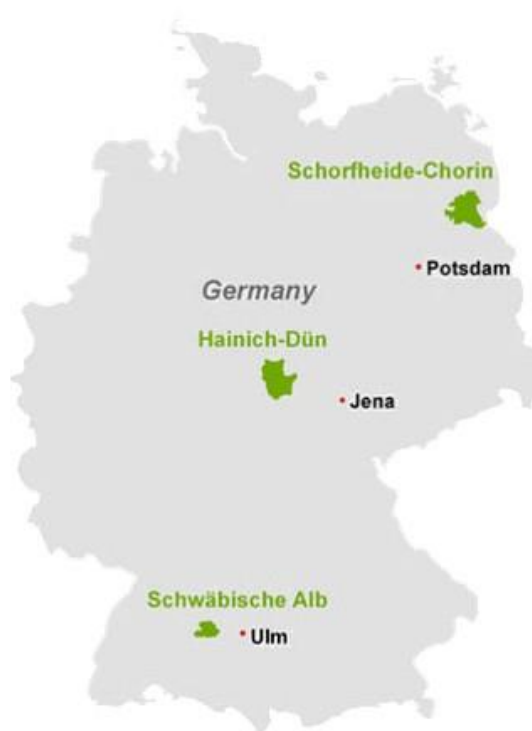 Schorfheide-Chorin
Potsdam
Germany
Hainich-Dün
Jena
Schwäbische Alb
Ulm